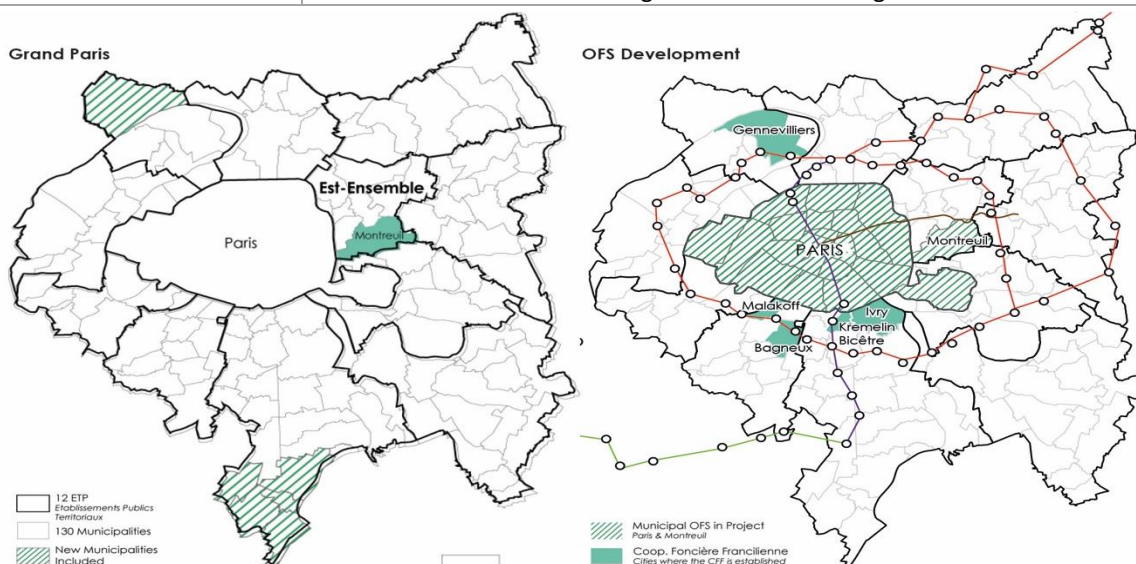 Grand Paris
Est-Ensemble
Paris
Montreuil
12 ETP
Etablissements Publics
Territoriaux
130 Municipalities
New Municipalities
Included
OFS Development
Gennevilliers
PARIS
Montreuil
Malakoff
Ivry
Kremelin
Bicêtre
Bagneux
Municipal OFS in Project
Paris & Montreuil
Coop. Foncière Francilienne
Cities where the CFF is established